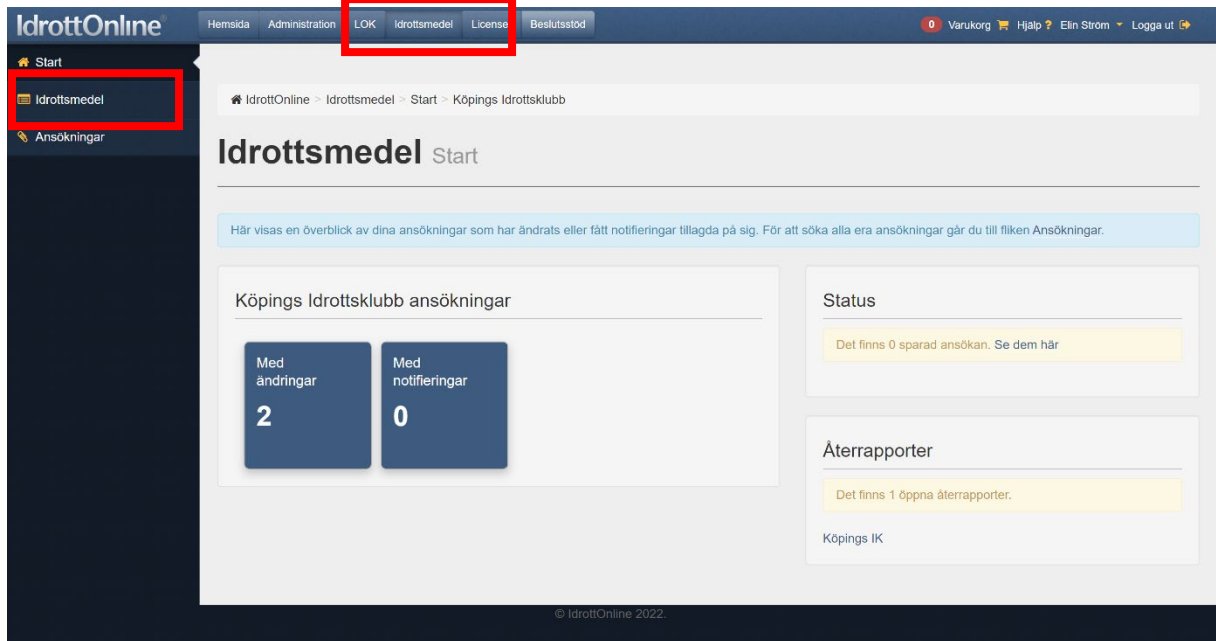 IdrottOnline
Hemsida Administration LOK Idrottsmedel License Beslutsstöd
0 Varukorg Hjälp ? Elin Ström Logga ut
Start
Idrottsmedel
Ansökningar
IdrottOnline > Idrottsmedel > Start > Köpings Idrottsklubb
Idrottsmedel Start
Här visas en överblick av dina ansökningar som har ändrats eller fått notifieringar tillagda på sig. För att söka alla era ansökningar går du till fliken Ansökningar.
Köpings Idrottsklubb ansökningar
Med
ändringar
2
Med
notifieringar
0
Status
Det finns 0 sparad ansökan. Se dem här
Återrapporter
Det finns 1 öppna återrapporter.
Köpings IK
© IdrottOnline 2022.